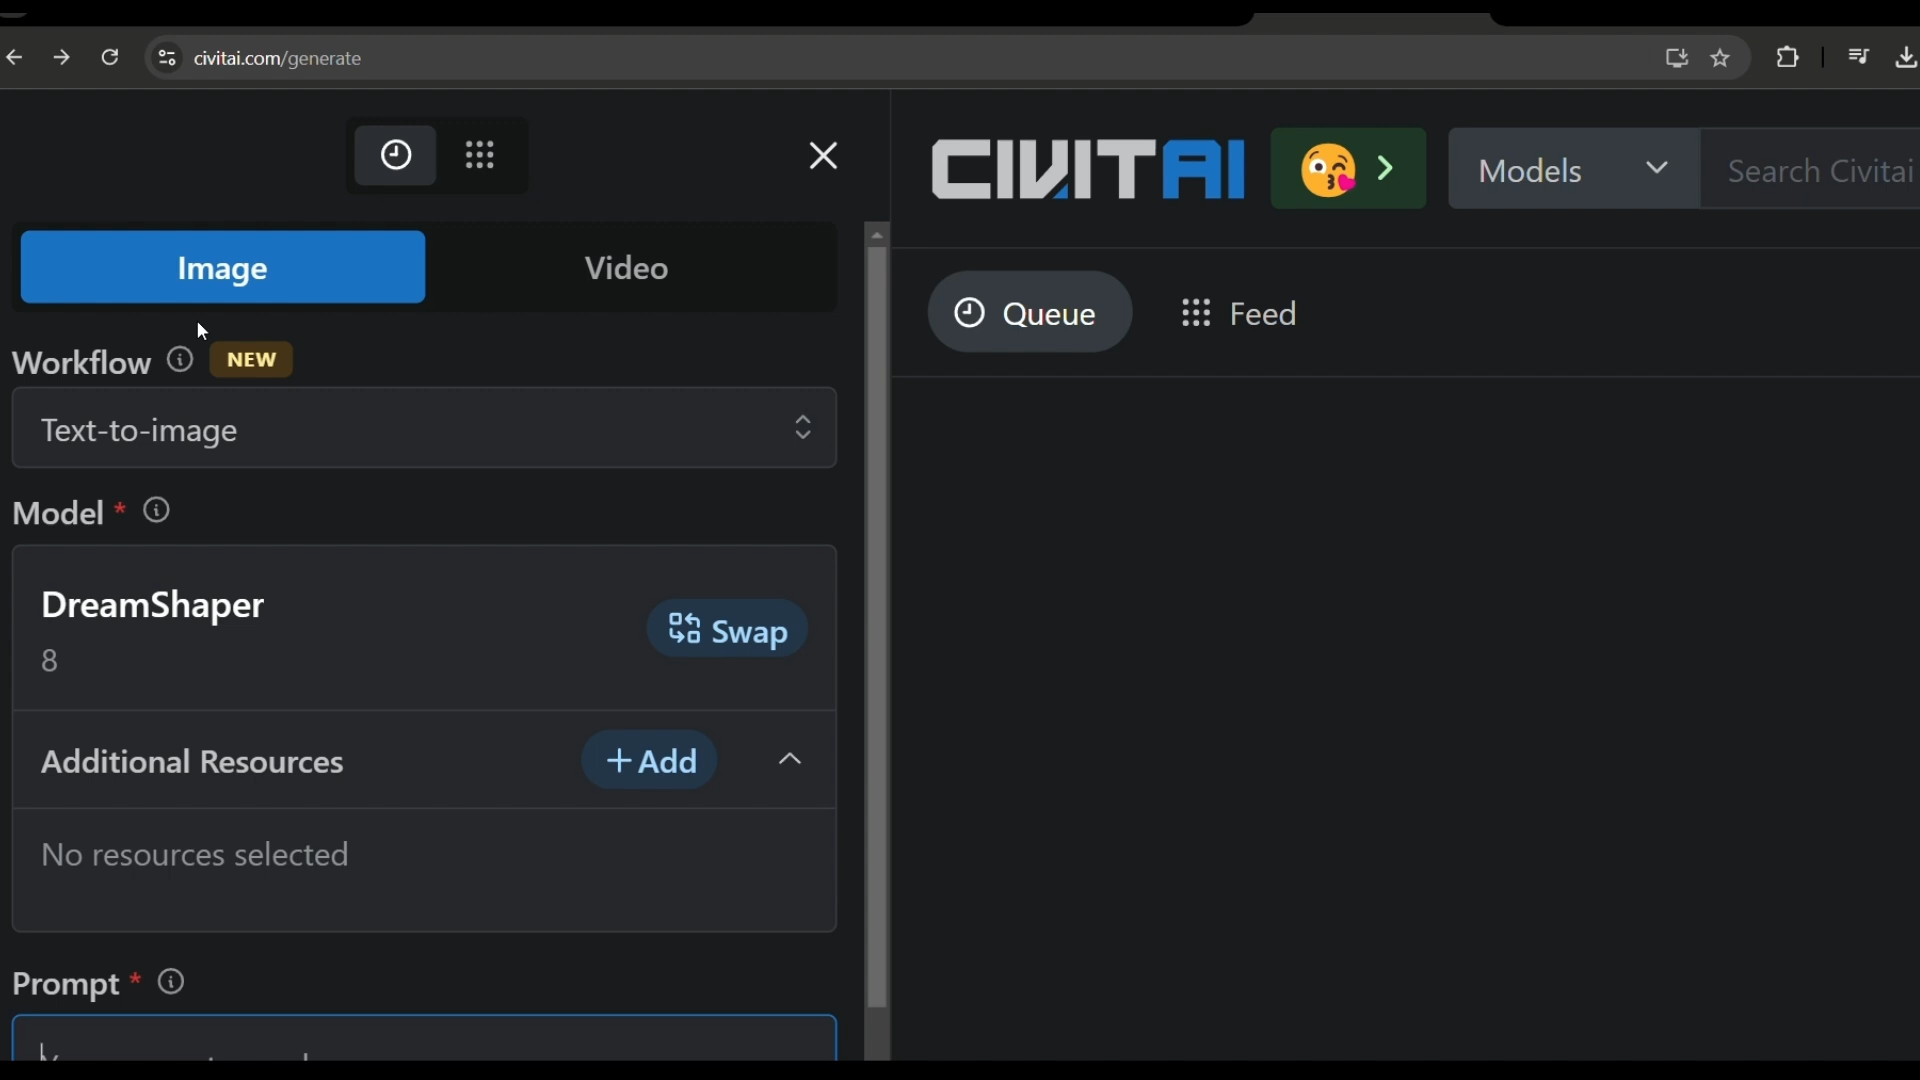 civitai.com/generate
CIVITAI
Models
Search Civitai
Image
Video
Queue
Feed
Workflow
NEW
Text-to-image
Model *
DreamShaper
8
Swap
Additional Resources
+ Add
No resources selected
Prompt *